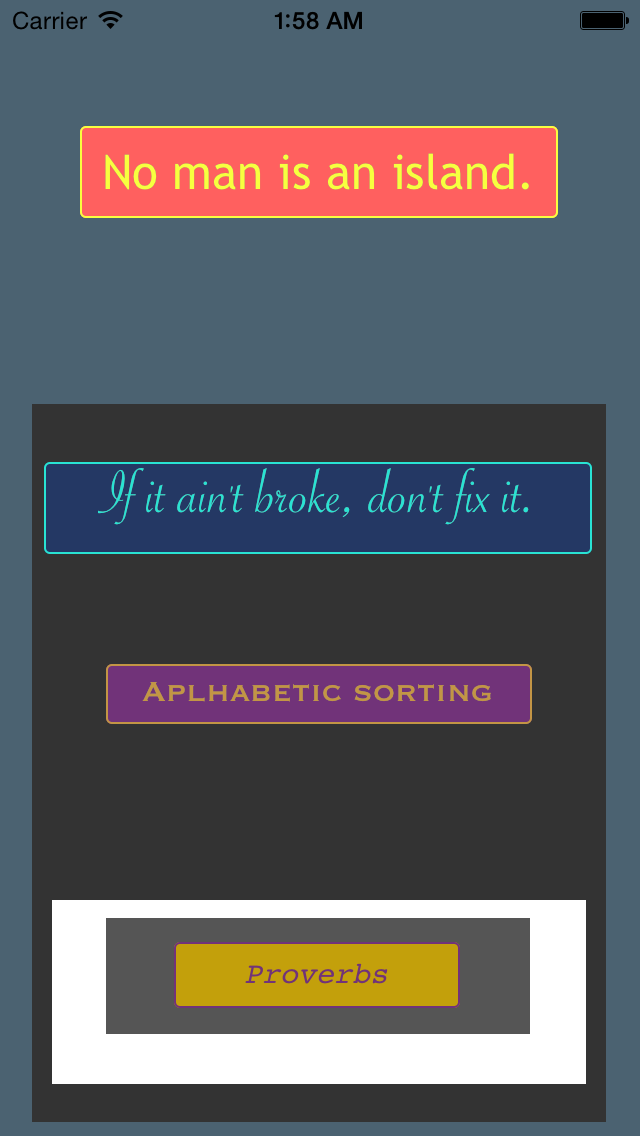 Carrier 1:58 AM
No man is an island.
If it ain't broke, don't fix it.
Aplhabetic sorting
Proverbs